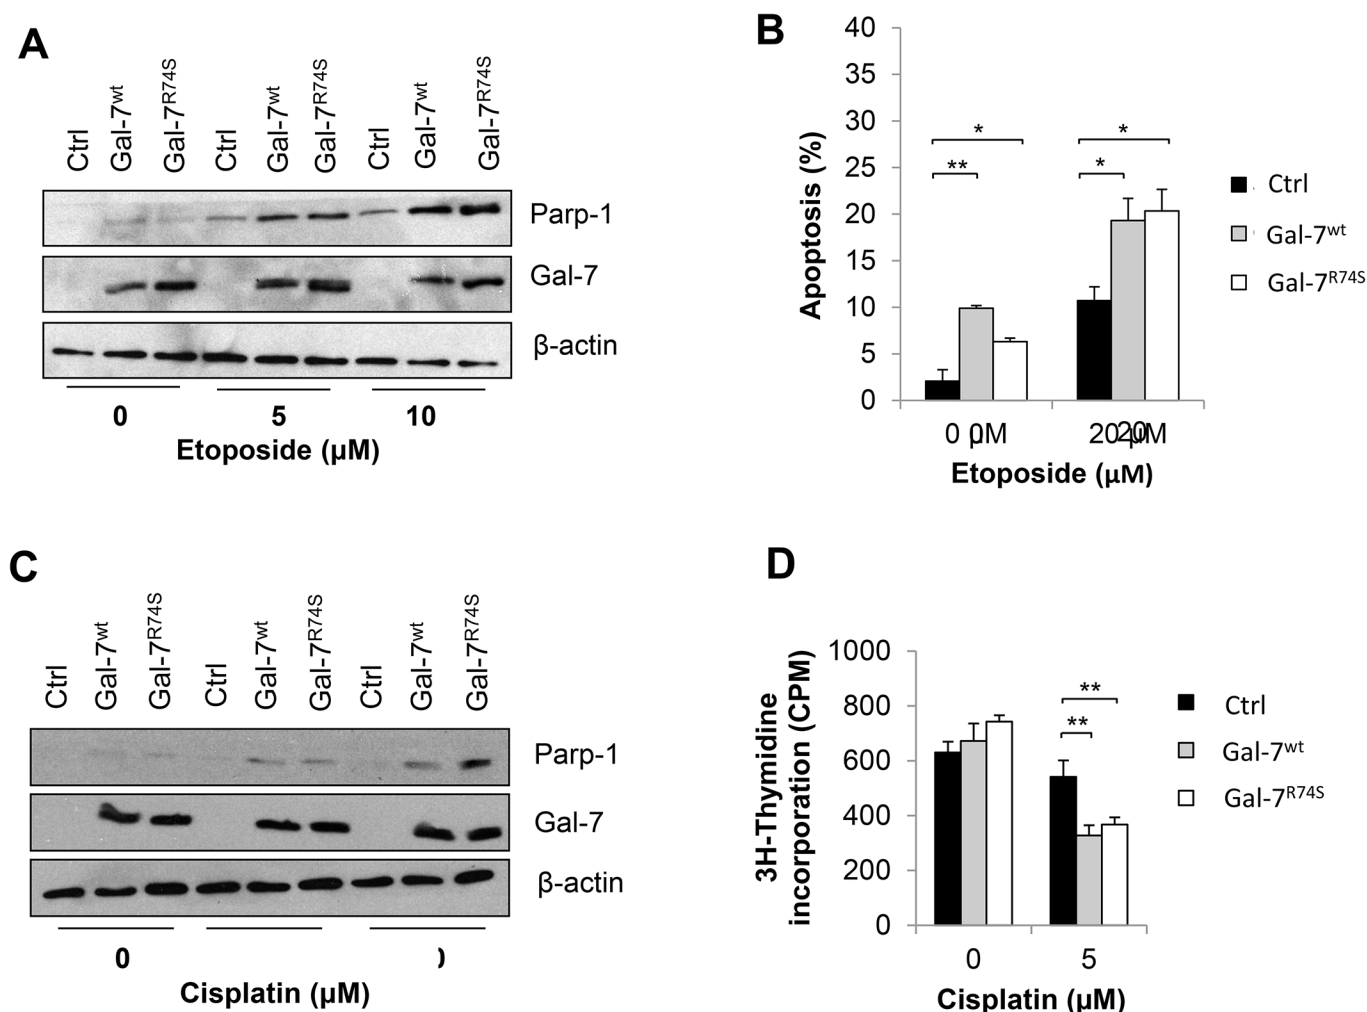 A
Ctrl Gal-7wt Gal-7R74S Ctrl Gal-7wt Gal-7R74S Ctrl Gal-7wt Gal-7R74S
Parp-1
Gal-7
β-actin
0 5 10
Etoposide (µM)
B
Apoptosis (%)
40
35
30
25
20
15
10
5
0
* ** * *
Ctrl
Gal-7wt
Gal-7R74S
Etoposide (µM)
C
Ctrl Gal-7wt Gal-7R74S Ctrl Gal-7wt Gal-7R74S Ctrl Gal-7wt Gal-7R74S
Parp-1
Gal-7
β-actin
0
Cisplatin (µM)
D
3H-Thymidine
incorporation (CPM)
1000
800
600
400
200
0
** **
Ctrl
Gal-7wt
Gal-7R74S
0 5
Cisplatin (µM)